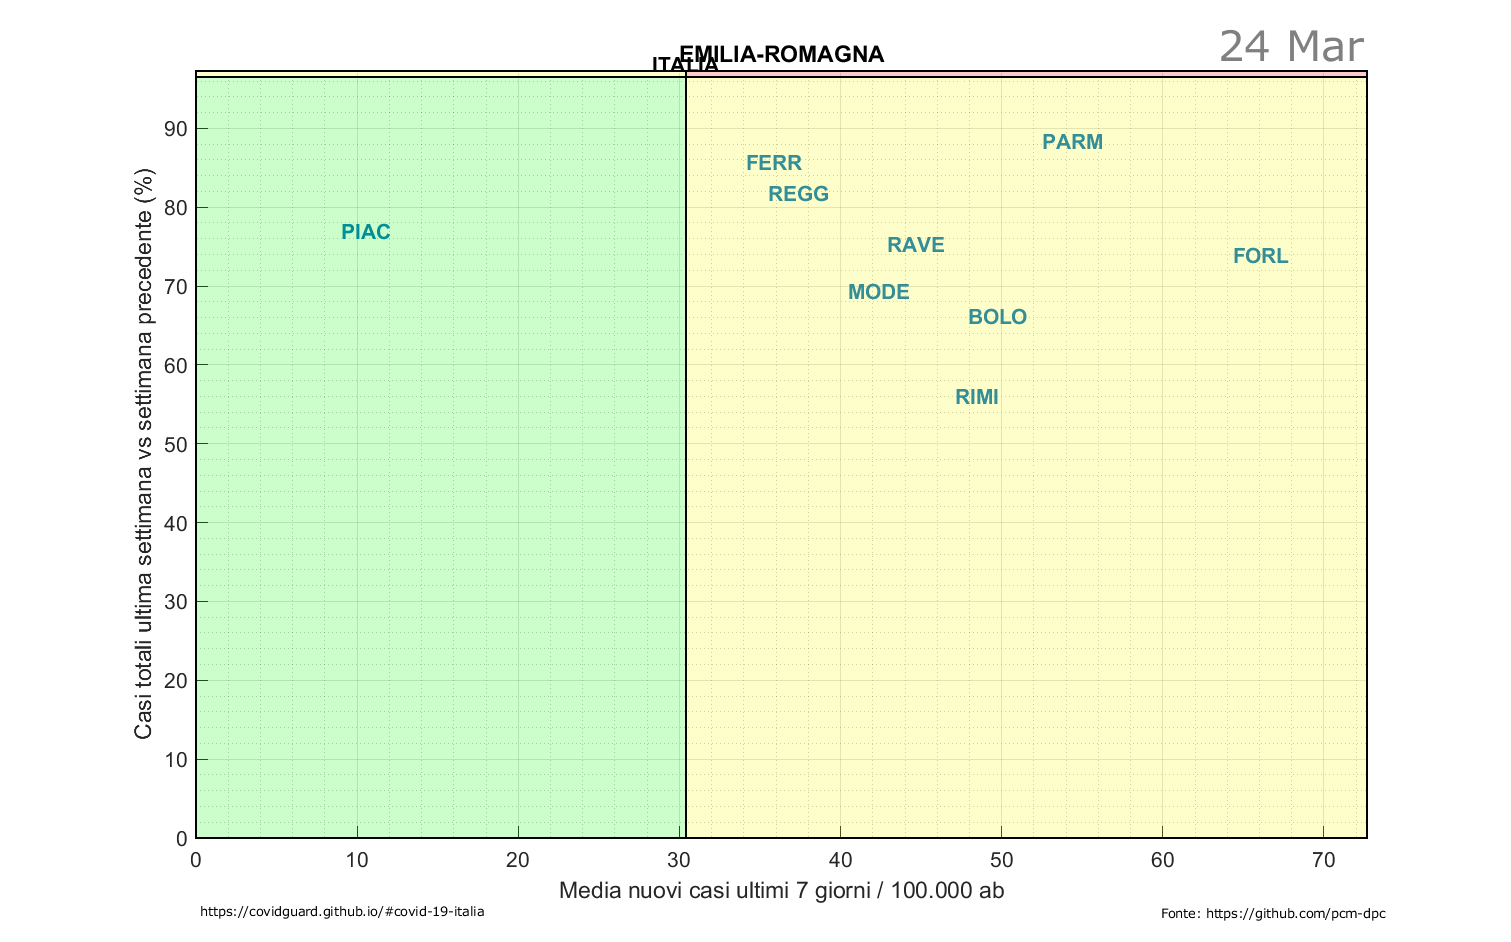 24 Mar
EMILIA-ROMAGNA
ITALIA
Casi totali ultima settimana vs settimana precedente (%)
90
80
70
60
50
40
30
20
10
0
PARM
FERR
REGG
PIAC
RAVE
FORL
MODE
BOLO
RIMI
0 10 20 30 40 50 60 70
Media nuovi casi ultimi 7 giorni / 100.000 ab
https://covidguard.github.io/#covid-19-italia
Fonte: https://github.com/pcm-dpc